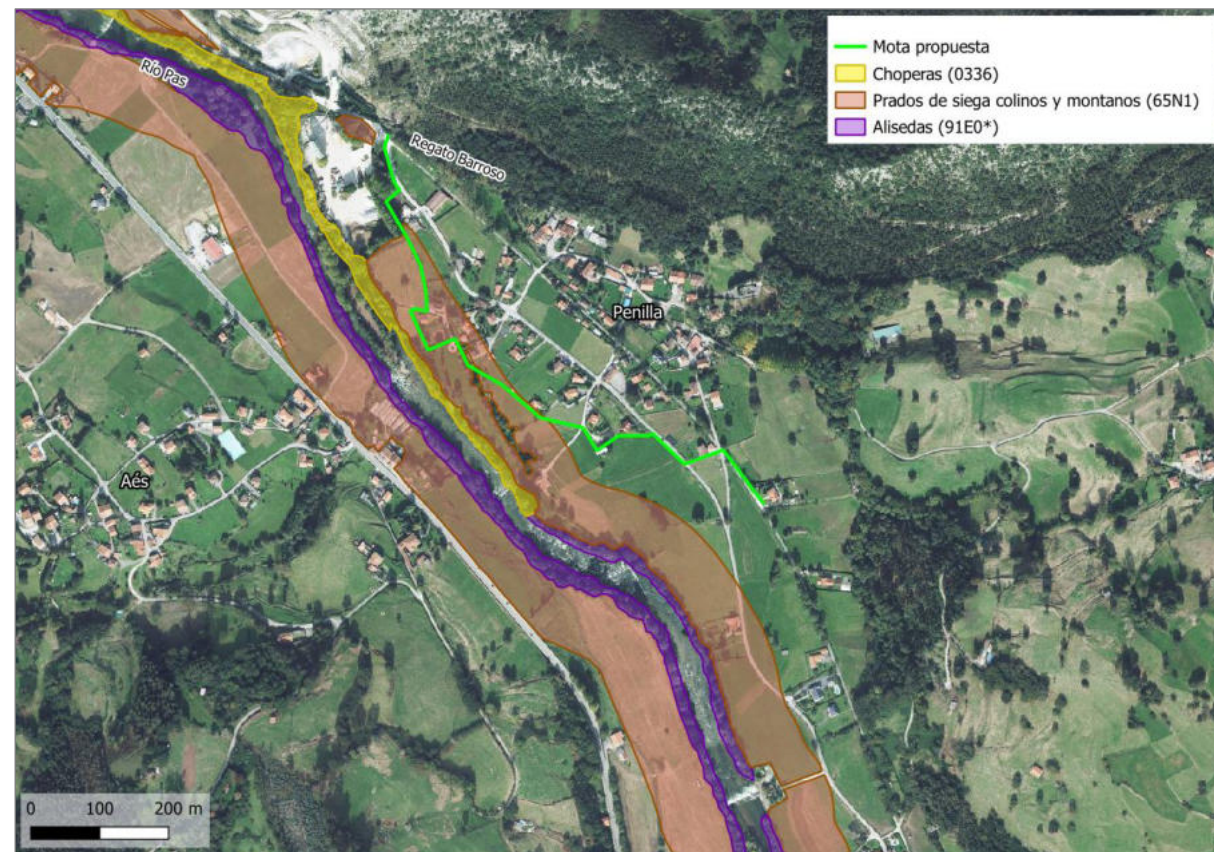 Mota propuesta
Choperas (0336)
Prados de siega colinos y montanos (65N1)
Alisedas (91E0*)
Río Pas
Regato Barroso
Penilla
Aés
0 100 200 m